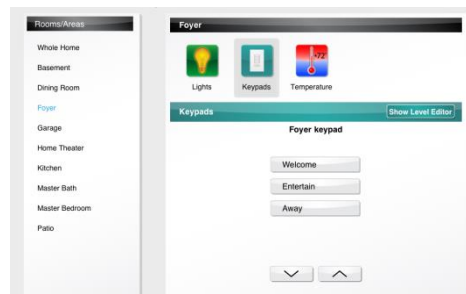 Rooms/Areas
Whole Home
Basement
Dining Room
Foyer
Garage
Home Theater
Kitchen
Master Bath
Master Bedroom
Patio
Foyer
+72°
Lights
Keypads
Temperature
Keypads
Show Level Editor
Foyer keypad
Welcome
Entertain
Away